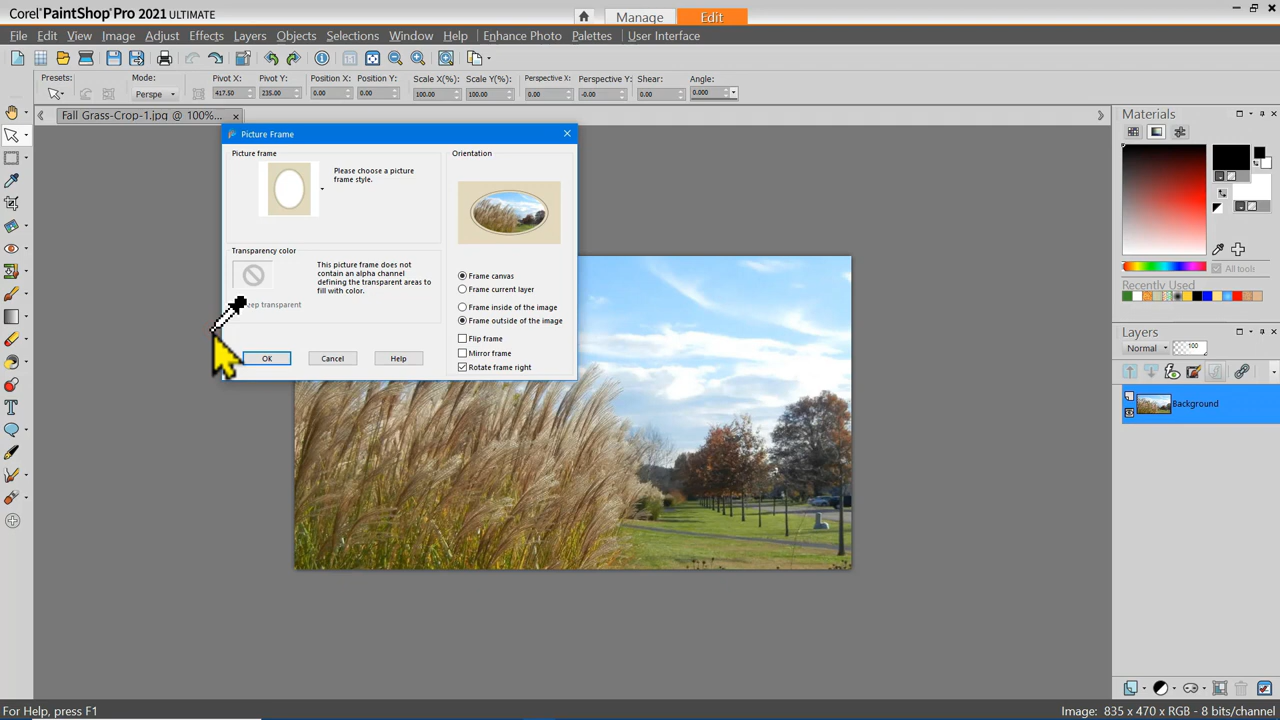 Corel® PaintShop® Pro 2021 ULTIMATE
Manage
Edit
File Edit View Image Adjust Effects Layers Objects Selections Window Help Enhance Photo Palettes User Interface
Presets: Mode: Pivot X: Pivot Y: Position X: Position Y: Scale X(%) Scale Y(%) Perspective X: Perspective Y: Shear: Angle:
Perspe 417.50 235.00 0.00 0.00 100.00 100.00 0.00 -0.00 0.00 0.000
Fall Grass-Crop-1.jpg @ 100%...
Picture Frame
Picture frame
Please choose a picture
frame style.
Transparency color
This picture frame does not
contain an alpha channel
defining the transparent areas to
fill with color.
transparent
OK
Cancel
Help
Orientation
Frame canvas
Frame current layer
Frame inside of the image
Frame outside of the image
Flip frame
Mirror frame
Rotate frame right
Materials
All tools
Recently Used
Layers
Normal
100
Background
For Help, press F1
Image: 835 x 470 x RGB - 8 bits/channel